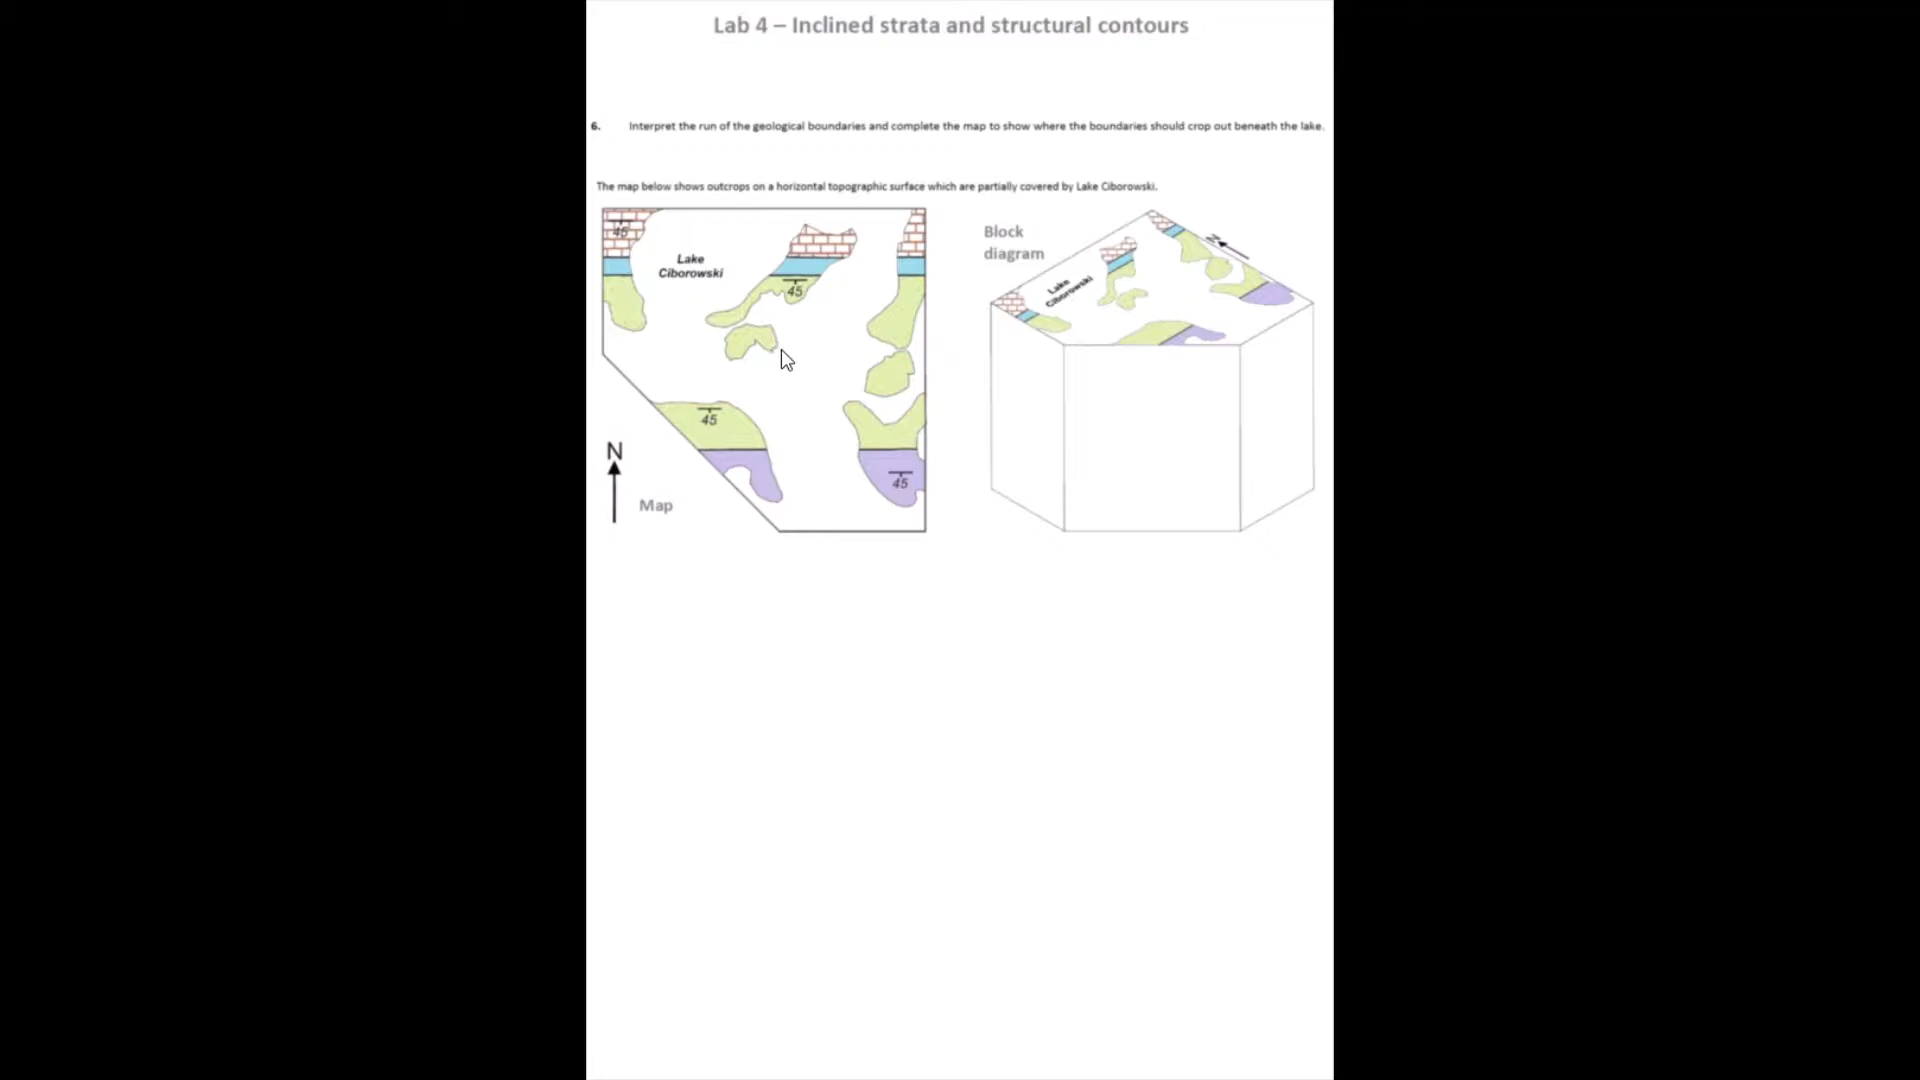 Lab 4 – Inclined strata and structural contours
6. Interpret the run of the geological boundaries and complete the map to show where the boundaries should crop out beneath the lake.
The map below shows outcrops on a horizontal topographic surface which are partially covered by Lake Ciborowski.
45
Lake
Ciborowski
45
45
45
N
Map
Block
diagram
N
Lake
Ciborowski